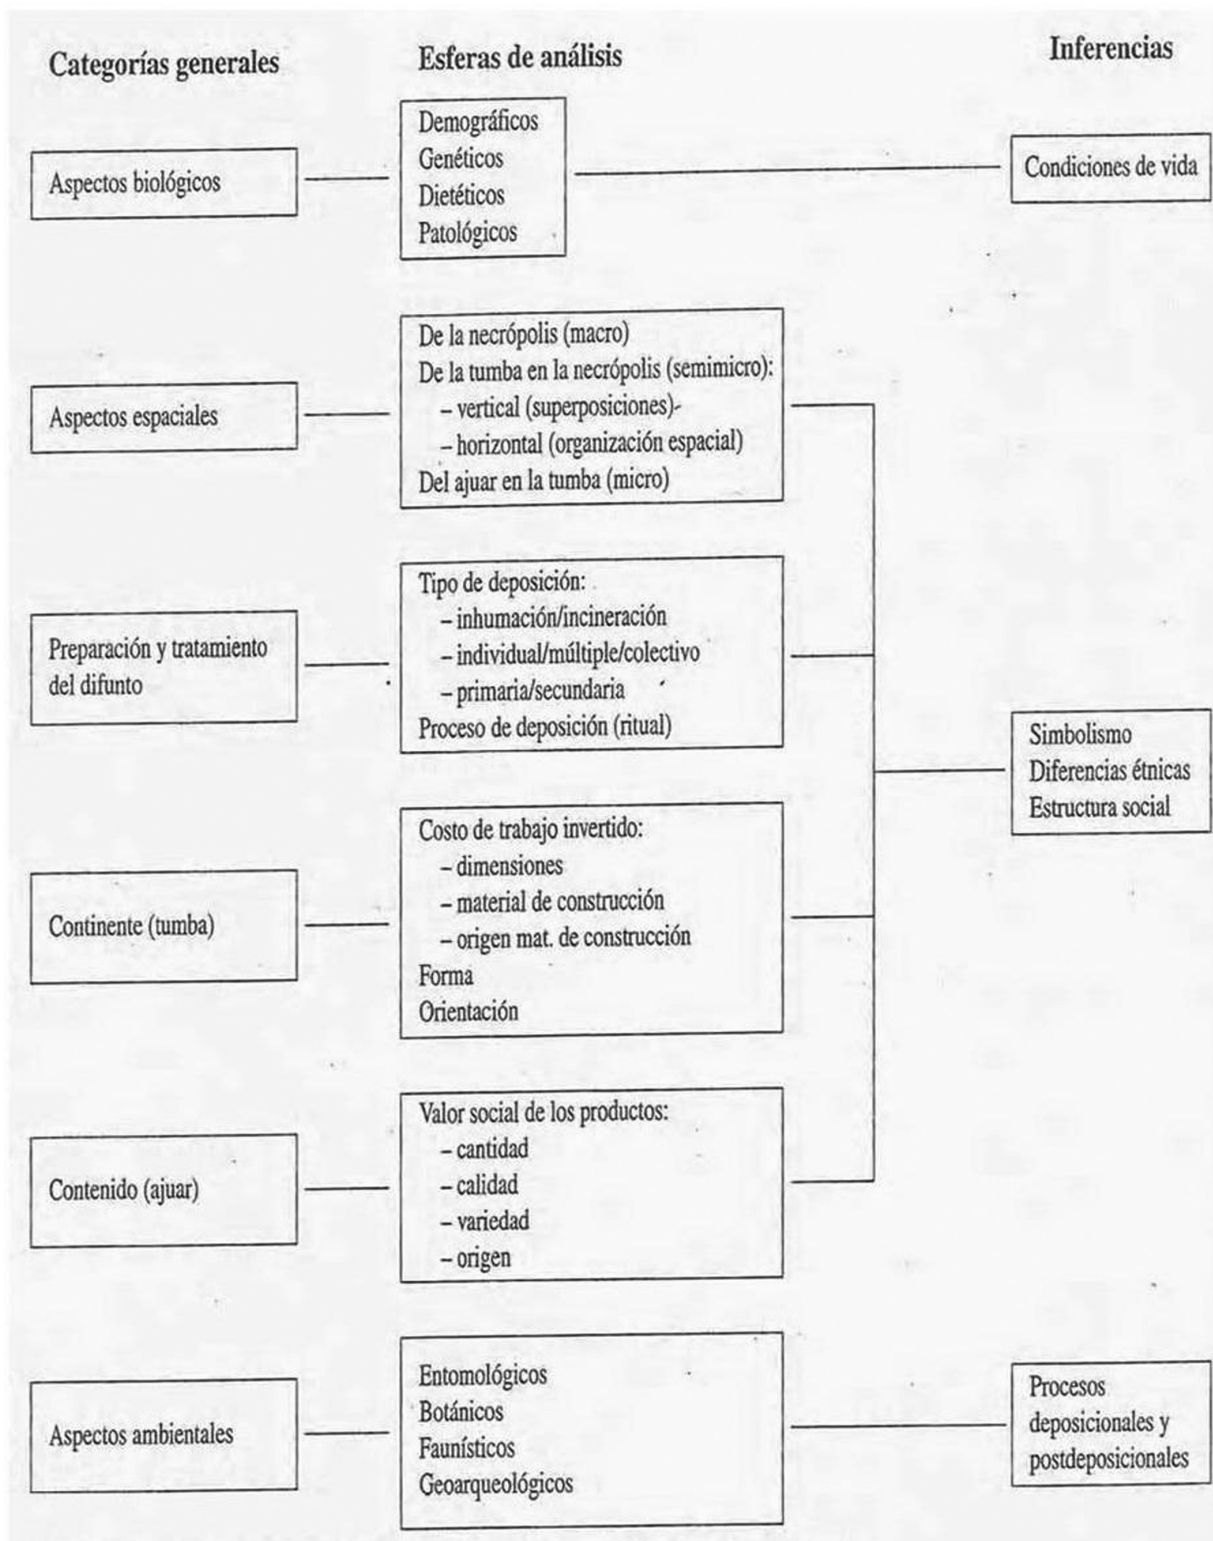 Categorías generales
Esferas de análisis
Inferencias
Aspectos biológicos
Demográficos
Genéticos
Dietéticos
Patológicos
Condiciones de vida
Aspectos espaciales
De la necrópolis (macro)
De la tumba en la necrópolis (semimicro):
– vertical (superposiciones)
– horizontal (organización espacial)
Del ajuar en la tumba (micro)
Preparación y tratamiento
del difunto
Tipo de deposición:
– inhumación/incineración
– individual/múltiple/colectivo
– primaria/secundaria
Proceso de deposición (ritual)
Simbolismo
Diferencias étnicas
Estructura social
Continente (tumba)
Costo de trabajo invertido:
– dimensiones
– material de construcción
– origen mat. de construcción
Forma
Orientación
Contenido (ajuar)
Valor social de los productos:
– cantidad
– calidad
– variedad
– origen
Aspectos ambientales
Entomológicos
Botánicos
Faunísticos
Geoarqueológicos
Procesos
deposicionales y
postdeposicionales